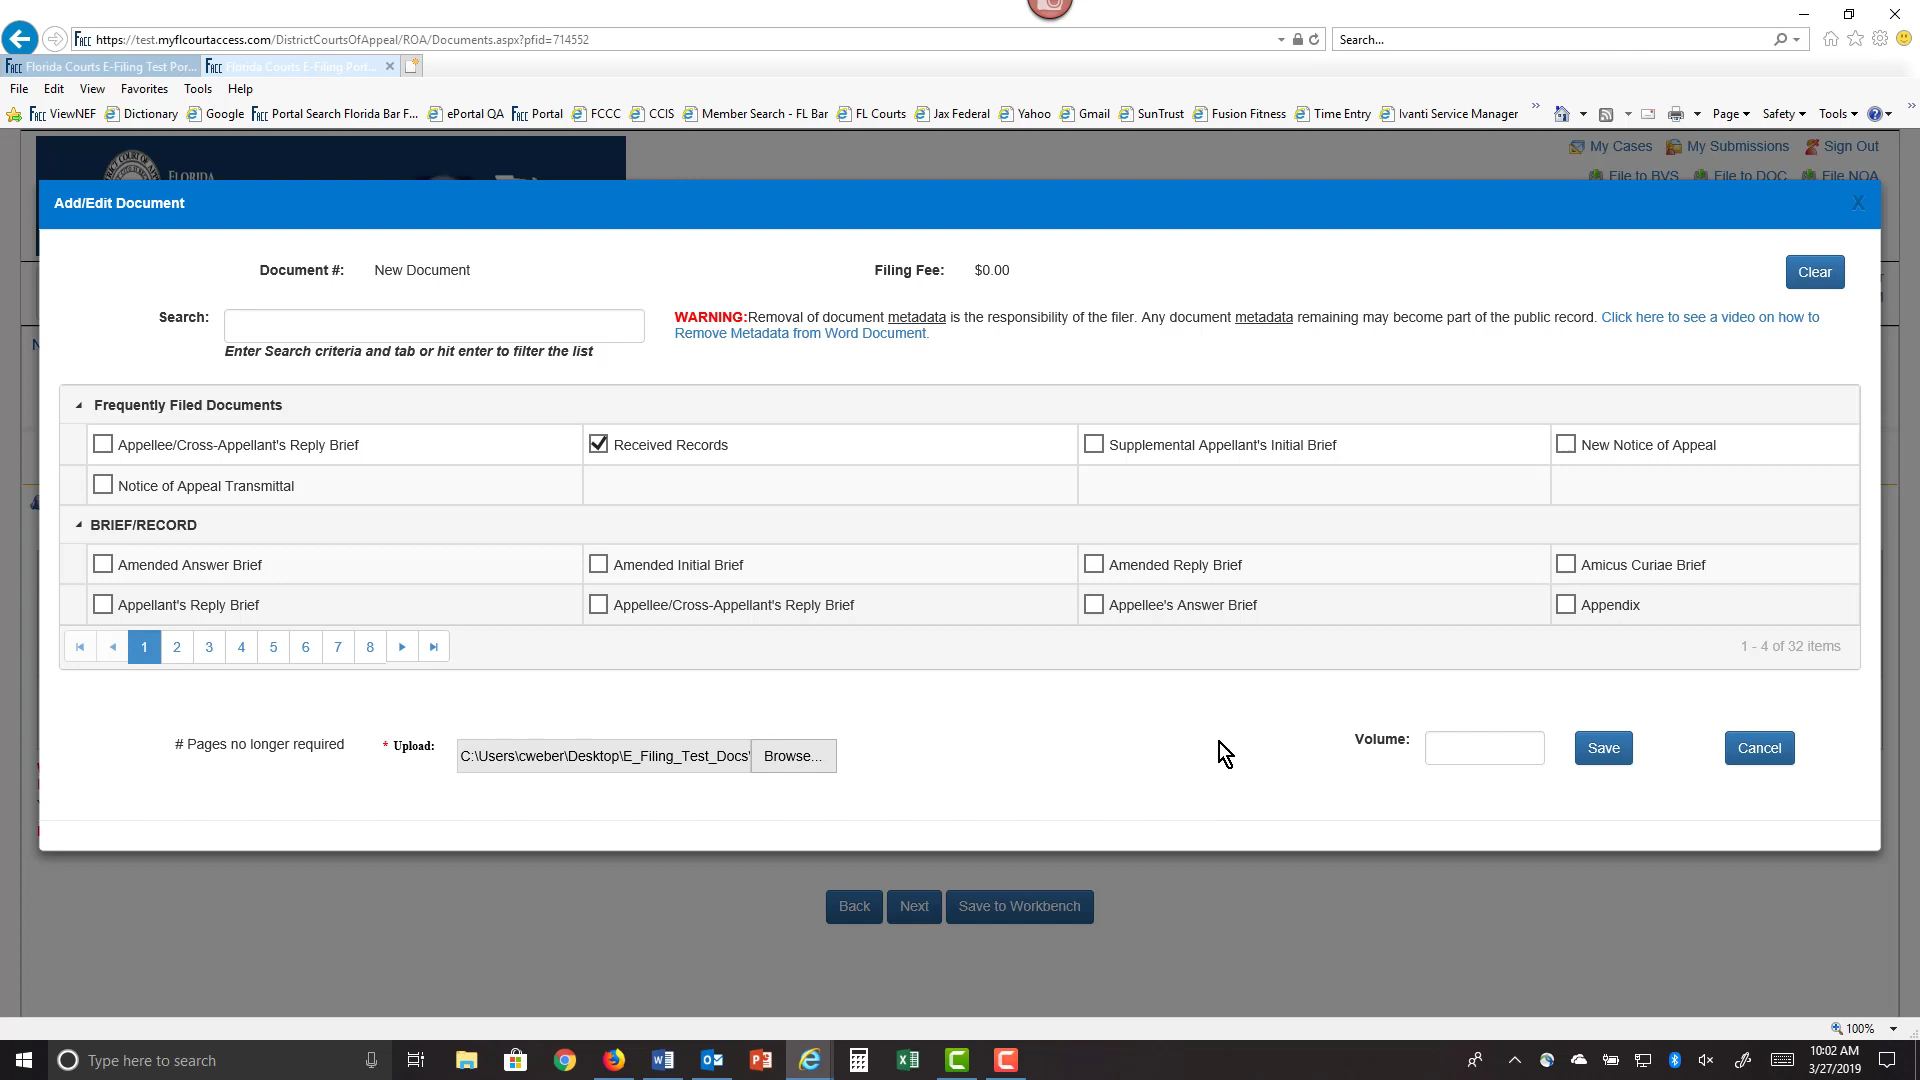 https://test.myflcourtaccess.com/DistrictCourtsOfAppeal/ROA/Documents.aspx?pfid=714552
Search...
Florida Courts E-Filing Test Por...
Florida Courts E-Filing Port...
File Edit View Favorites Tools Help
ViewNEF Dictionary Google Portal Search Florida Bar F... ePortal QA Portal FCCC CCIS Member Search - FL Bar FL Courts Jax Federal Yahoo Gmail SunTrust Fusion Fitness Time Entry Ivanti Service Manager Page Safety Tools
My Cases My Submissions Sign Out
FLORIDA
File to BVS File to DOC File NOA
Add/Edit Document X
Document #: New Document Filing Fee: $0.00 Clear
Search:
WARNING:Removal of document metadata is the responsibility of the filer. Any document metadata remaining may become part of the public record. Click here to see a video on how to
Remove Metadata from Word Document.
Enter Search criteria and tab or hit enter to filter the list
Frequently Filed Documents
Appellee/Cross-Appellant's Reply Brief Received Records Supplemental Appellant's Initial Brief New Notice of Appeal
Notice of Appeal Transmittal
BRIEF/RECORD
Amended Answer Brief Amended Initial Brief Amended Reply Brief Amicus Curiae Brief
Appellant's Reply Brief Appellee/Cross-Appellant's Reply Brief Appellee's Answer Brief Appendix
1 2 3 4 5 6 7 8 1 - 4 of 32 items
# Pages no longer required * Upload: C:\Users\cweber\Desktop\E_Filing_Test_Docs\ Browse... Volume: Save Cancel
Back Next Save to Workbench
100%
Type here to search
10:02 AM
3/27/2019